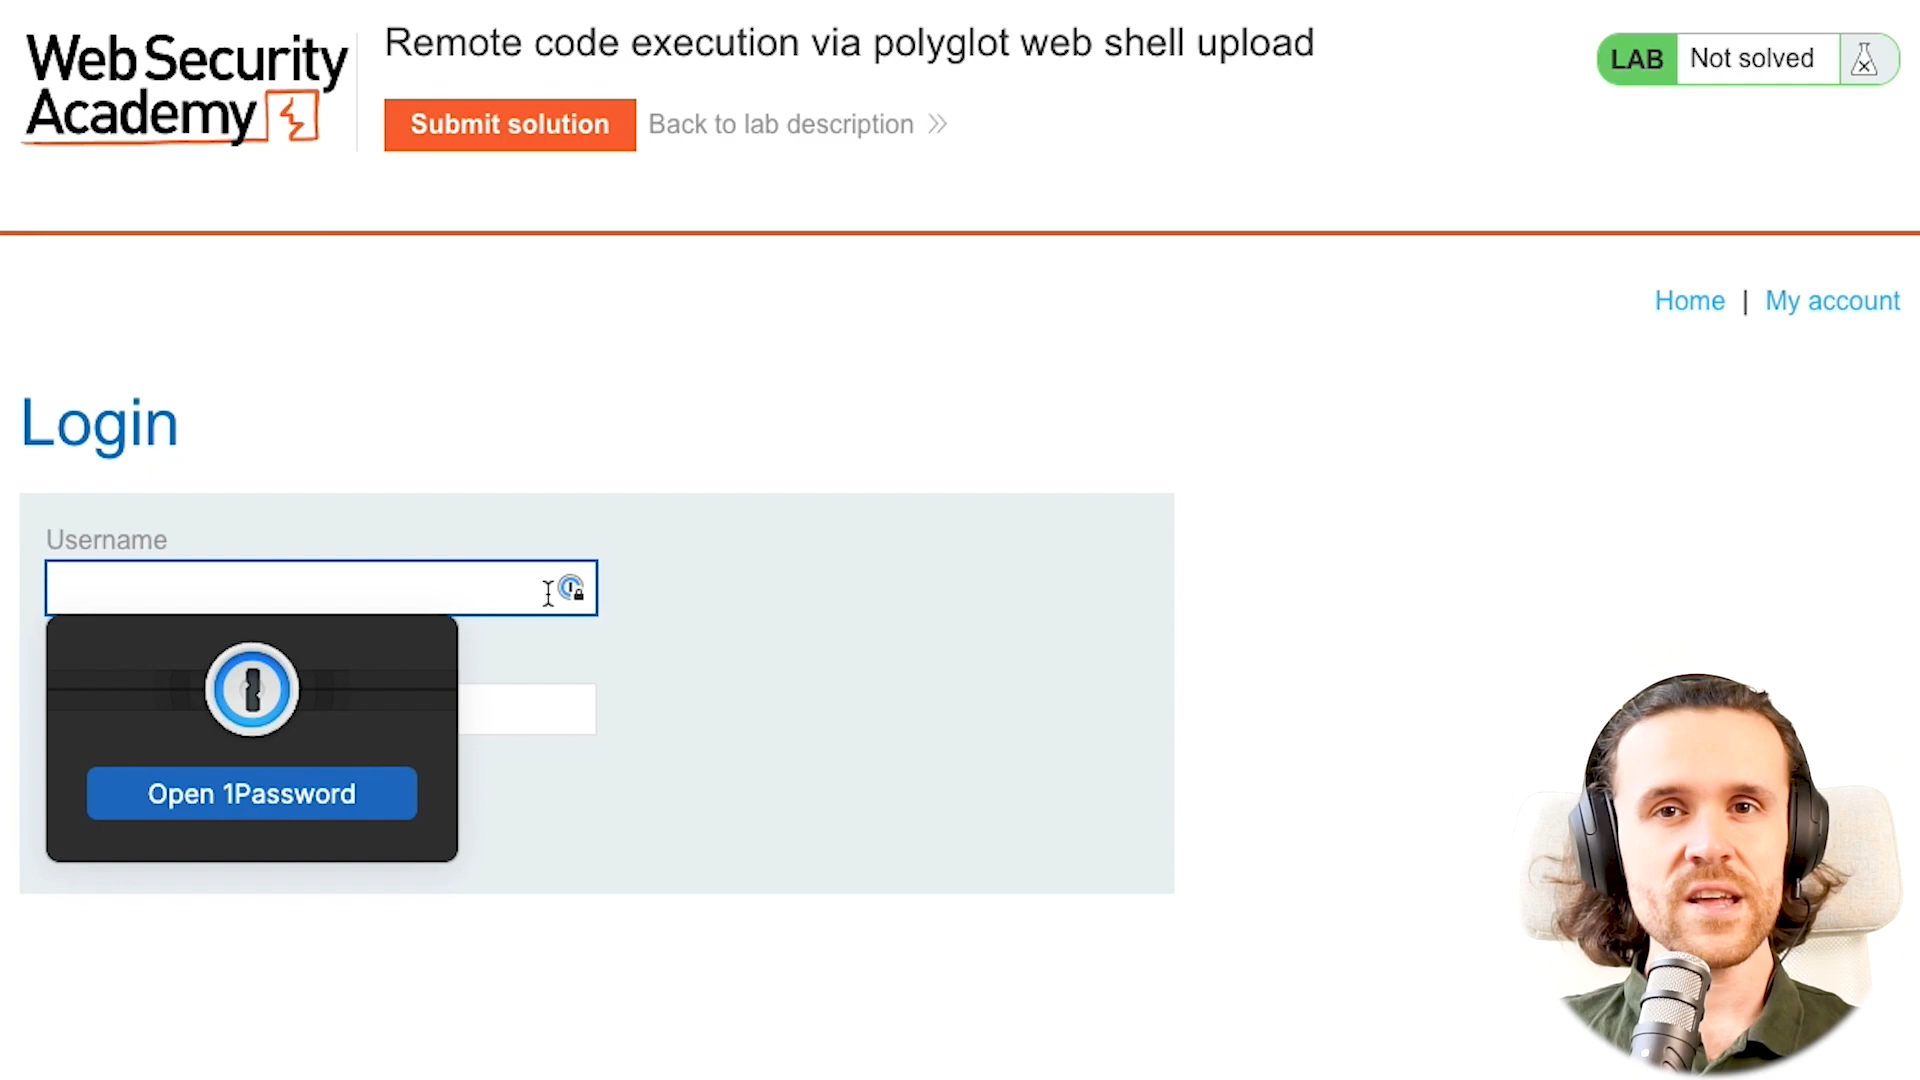 Web Security
Academy
Remote code execution via polyglot web shell upload
Submit solution
Back to lab description
LAB
Not solved
Home | My account
Login
Username
Open 1Password